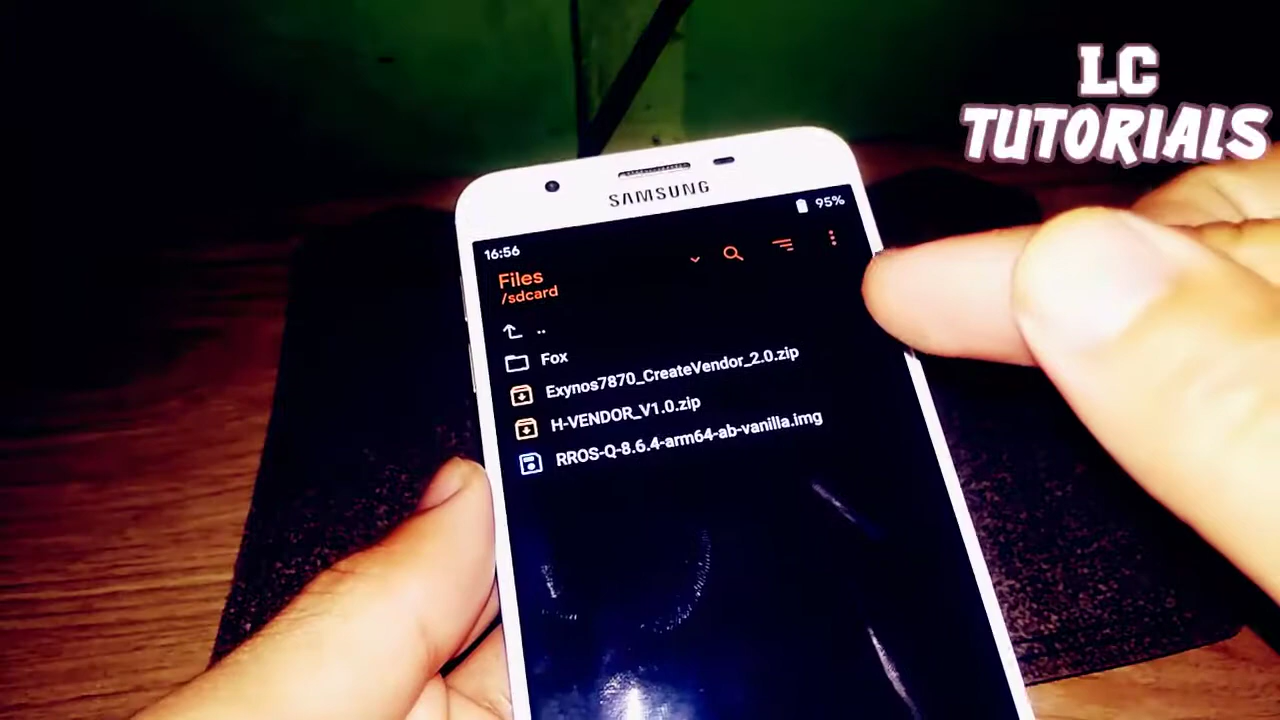 LC
TUTORIALS
SAMSUNG
16:56
95%
Files
/sdcard
..
Fox
Exynos7870_CreateVendor_2.0.zip
H-VENDOR_V1.0.zip
RROS-Q-8.6.4-arm64-ab-vanilla.img